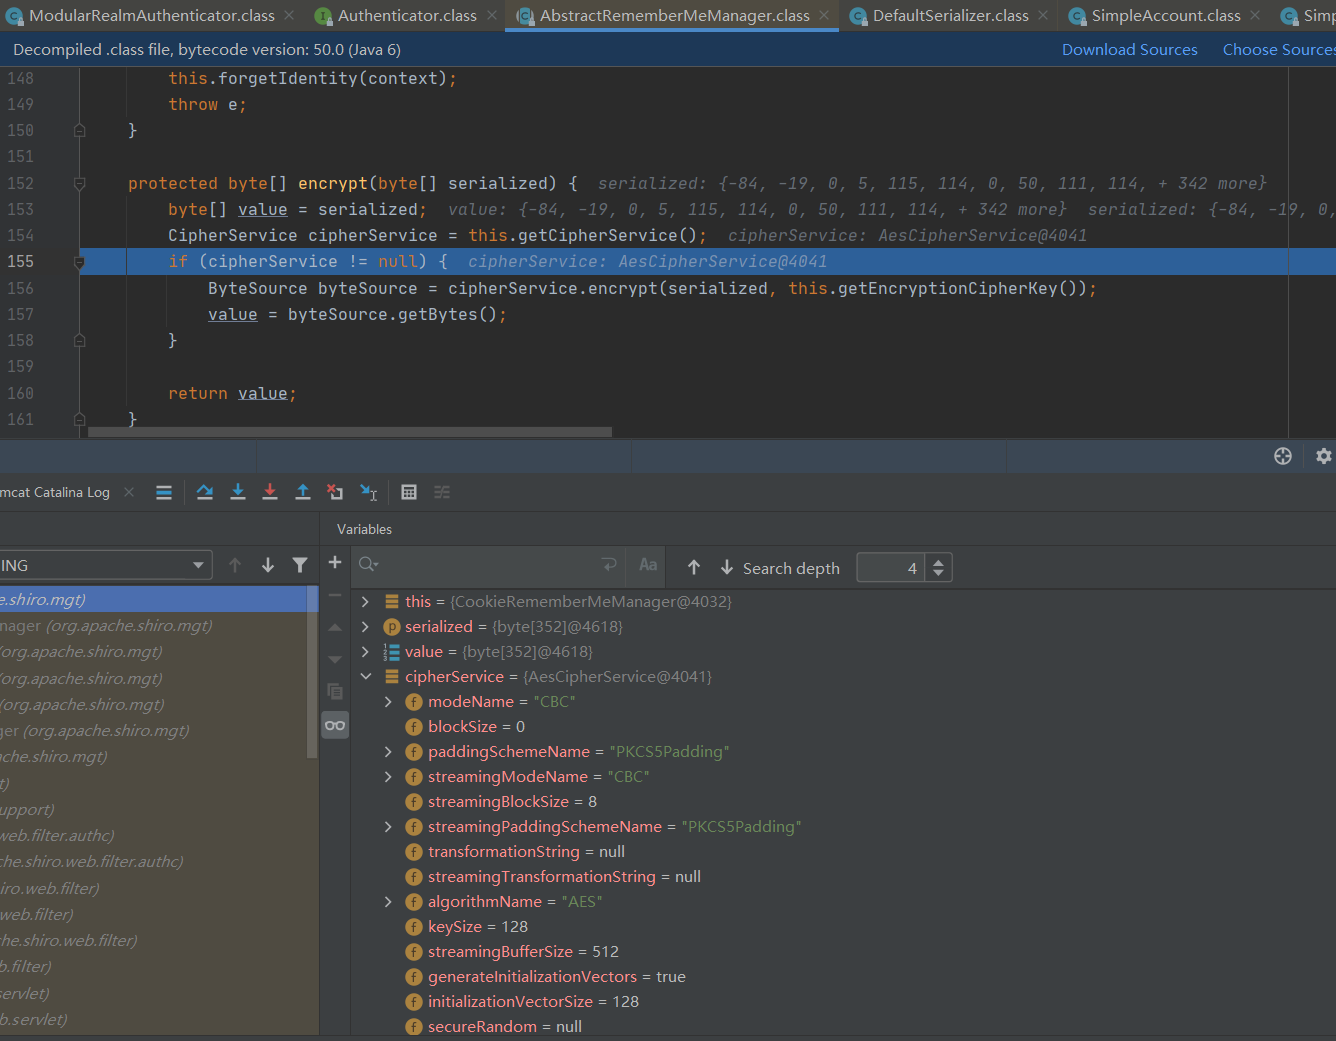 ModularRealmAuthenticator.class Authenticator.class AbstractRememberMeManager.class DefaultSerializer.class SimpleAccount.class Simp
Decompiled .class file, bytecode version: 50.0 (Java 6) Download Sources Choose Sources
148 this.forgetIdentity(context);
149 throw e;
150 }
151
152 protected byte[] encrypt(byte[] serialized) { serialized: {-84, -19, 0, 5, 115, 114, 0, 50, 111, 114, + 342 more}
153 byte[] value = serialized; value: {-84, -19, 0, 5, 115, 114, 0, 50, 111, 114, + 342 more} serialized: {-84, -19, 0,
154 CipherService cipherService = this.getCipherService(); cipherService: AesCipherService@4041
155 if (cipherService != null) { cipherService: AesCipherService@4041
156 ByteSource byteSource = cipherService.encrypt(serialized, this.getEncryptionCipherKey());
157 value = byteSource.getBytes();
158 }
159
160 return value;
161 }
mcat Catalina Log
Variables
ING Aa Search depth 4
e.shiro.mgt)
nager (org.apache.shiro.mgt)
(org.apache.shiro.mgt)
(org.apache.shiro.mgt)
(org.apache.shiro.mgt)
ger (org.apache.shiro.mgt)
ache.shiro.mgt)
t)
upport)
web.filter.authc)
che.shiro.web.filter.authc)
iro.web.filter)
web.filter)
he.shiro.web.filter)
b.filter)
servlet)
b.servlet)
this = {CookieRememberMeManager@4032}
p serialized = {byte[352]@4618}
value = {byte[352]@4618}
cipherService = {AesCipherService@4041}
f modeName = "CBC"
f blockSize = 0
f paddingSchemeName = "PKCS5Padding"
f streamingModeName = "CBC"
f streamingBlockSize = 8
f streamingPaddingSchemeName = "PKCS5Padding"
f transformationString = null
f streamingTransformationString = null
f algorithmName = "AES"
f keySize = 128
f streamingBufferSize = 512
f generateInitializationVectors = true
f initializationVectorSize = 128
f secureRandom = null